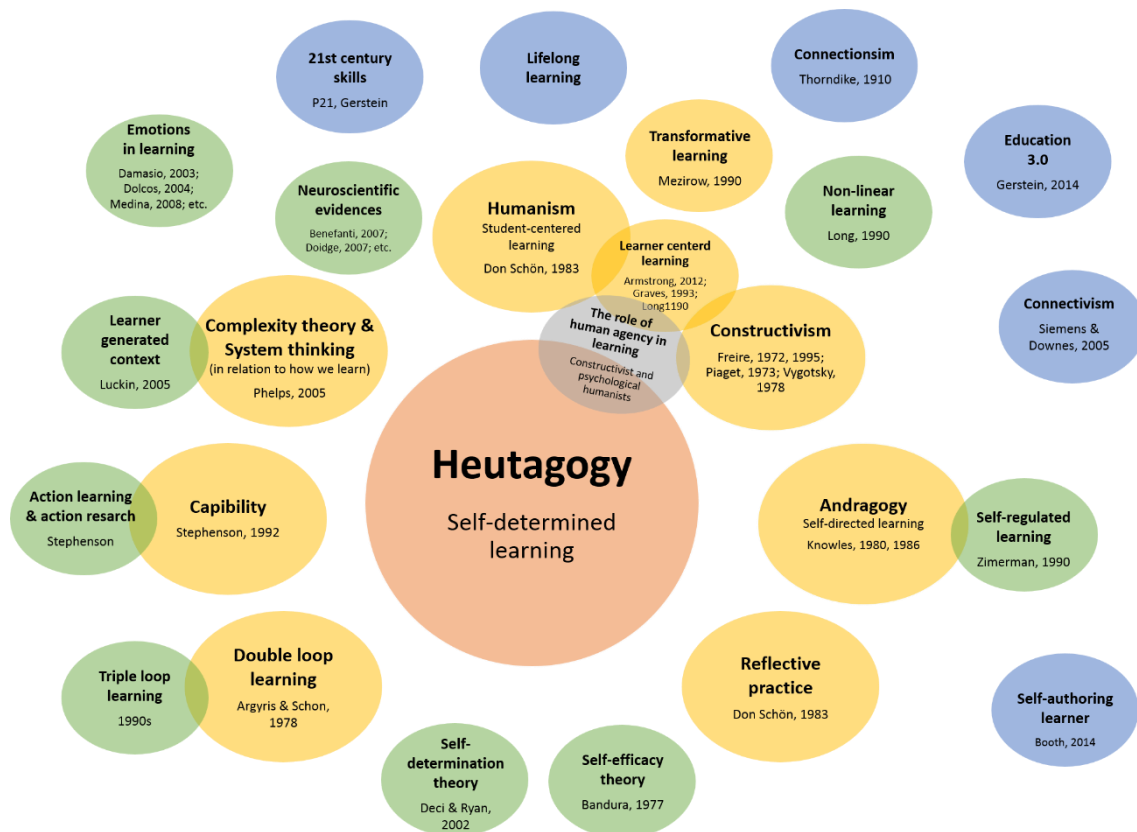 21st century
skills
P21, Gerstein
Lifelong
learning
Connectionsim
Thorndike, 1910
Emotions
in learning
Damasio, 2003;
Dolcos, 2004;
Medina, 2008; etc.
Transformative
learning
Mezirow, 1990
Education
3.0
Gerstein, 2014
Neuroscientific
evidences
Benefanti, 2007;
Doidge, 2007; etc.
Humanism
Student-centered
learning
Don Schön, 1983
Non-linear
learning
Long, 1990
Learner centerd
learning
Armstrong, 2012;
Graves, 1993;
Long1190
Learner
generated
context
Luckin, 2005
Complexity theory &
System thinking
(in relation to how we learn)
Phelps, 2005
The role of
human agency in
learning
Constructivist and
psychological
humanists
Constructivism
Freire, 1972, 1995;
Piaget, 1973; Vygotsky,
1978
Connectivism
Siemens &
Downes, 2005
Heutagogy
Self-determined
learning
Action learning
& action resarch
Stephenson
Capibility
Stephenson, 1992
Andragogy
Self-directed learning
Knowles, 1980, 1986
Self-regulated
learning
Zimerman, 1990
Triple loop
learning
1990s
Double loop
learning
Argyris & Schon,
1978
Reflective
practice
Don Schön, 1983
Self-authoring
learner
Booth, 2014
Self-
determination
theory
Deci & Ryan,
2002
Self-efficacy
theory
Bandura, 1977